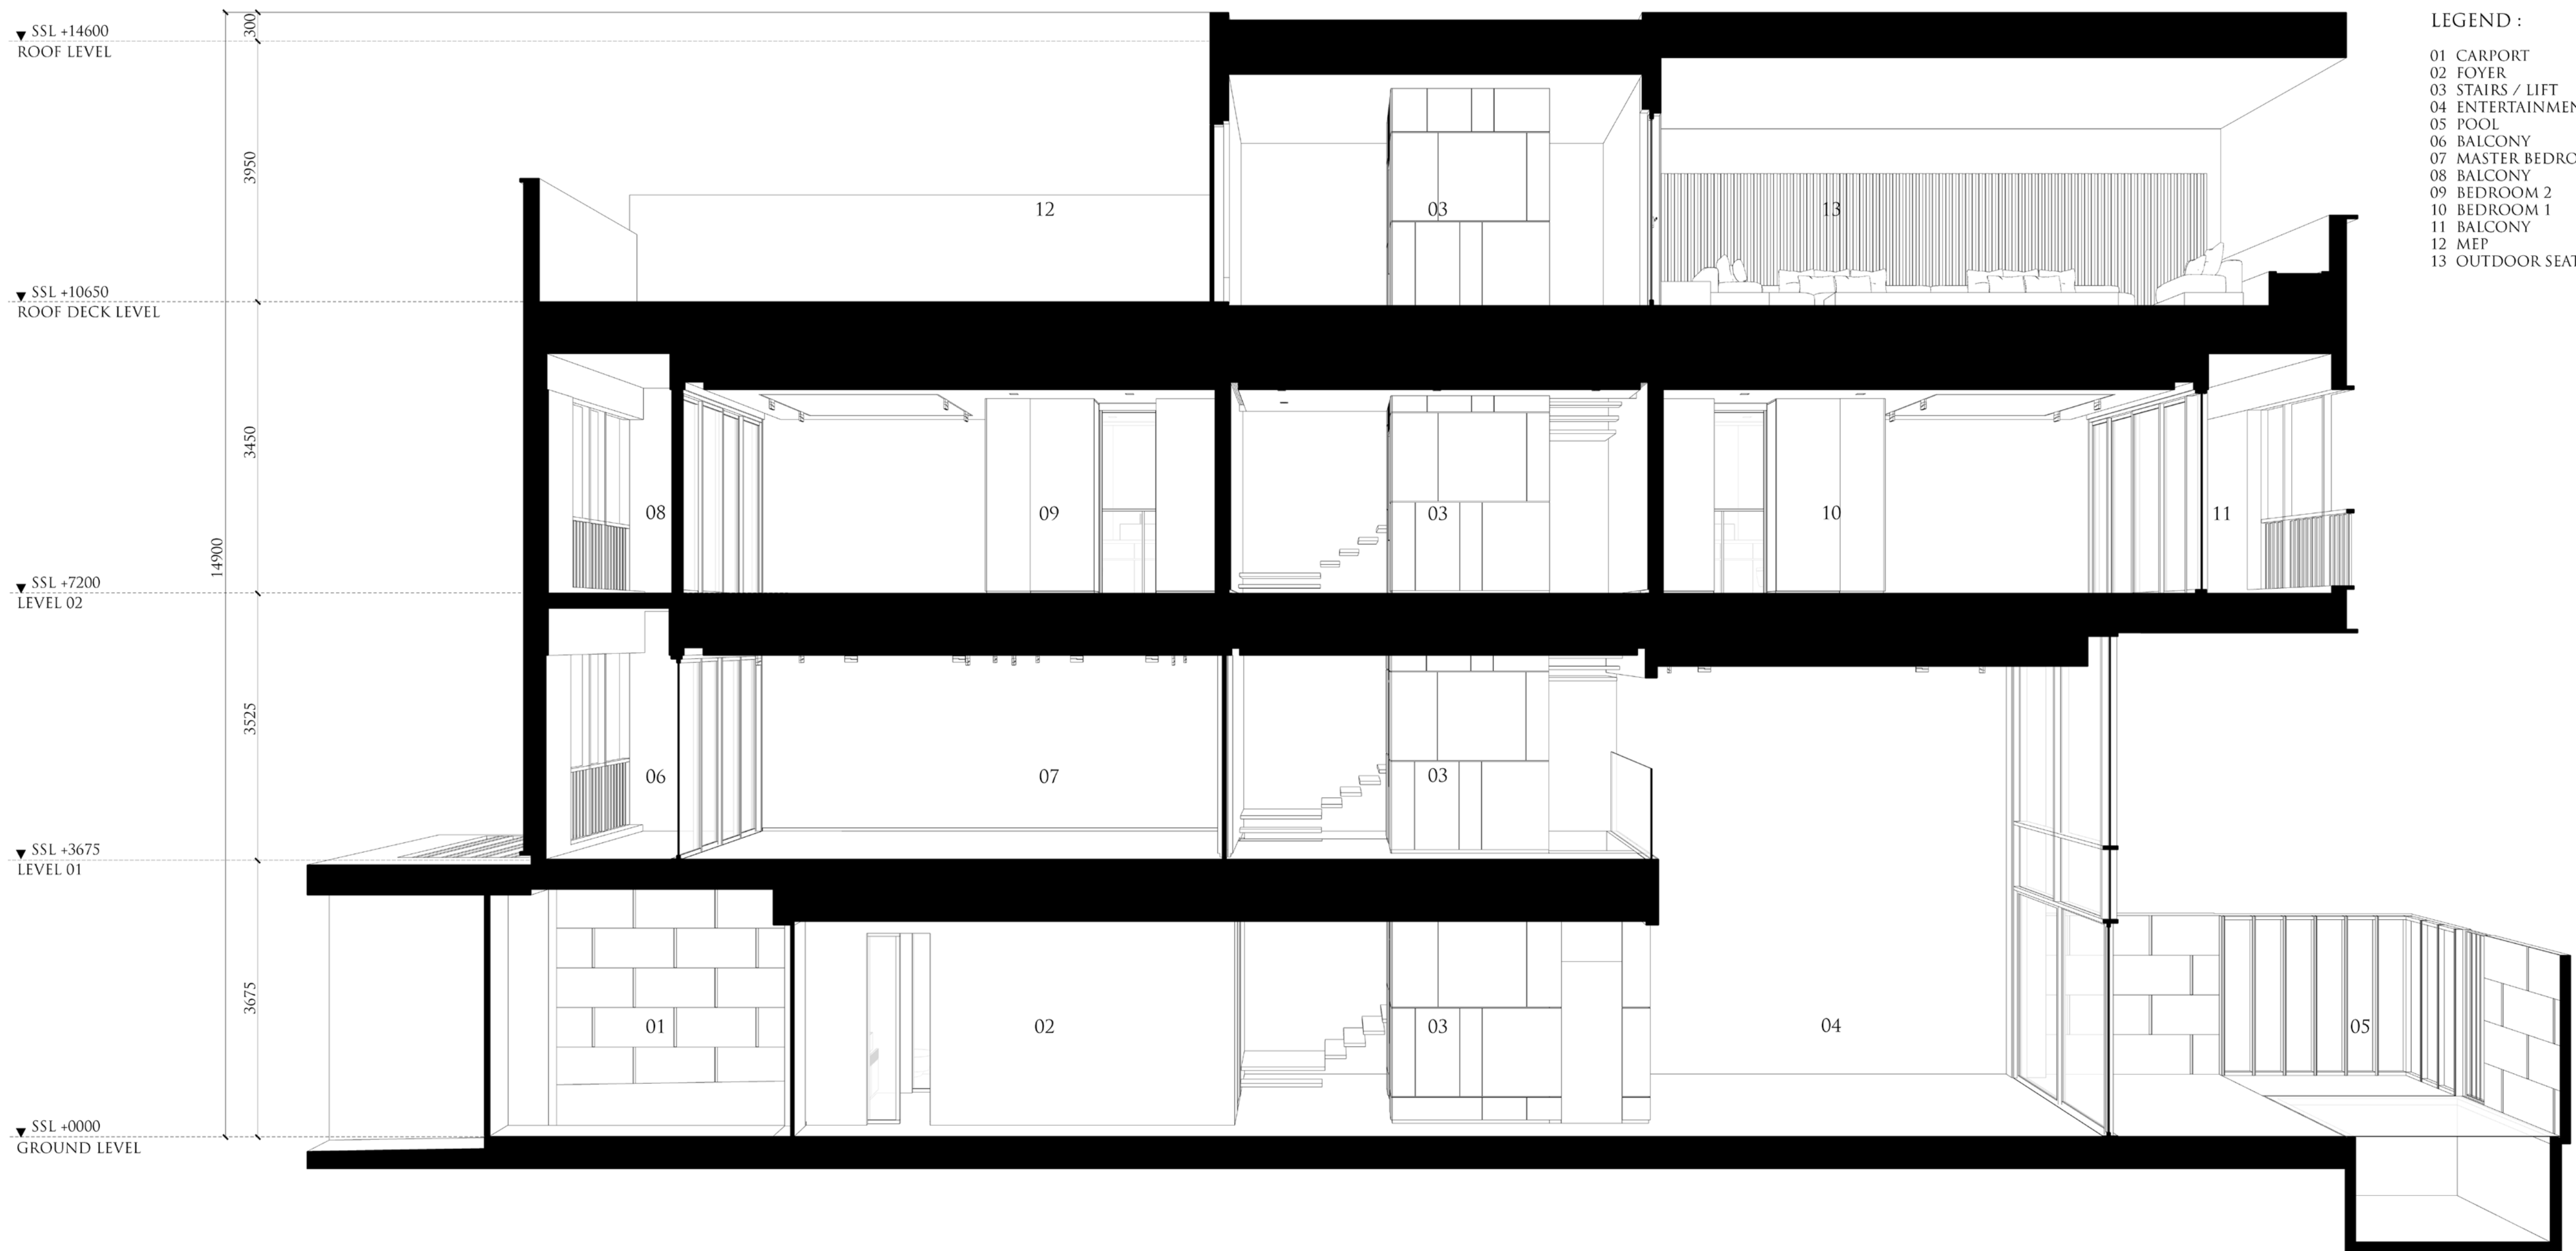 ▼ SSL +14600
ROOF LEVEL
▼ SSL +10650
ROOF DECK LEVEL
▼ SSL +7200
LEVEL 02
▼ SSL +3675
LEVEL 01
▼ SSL +0000
GROUND LEVEL
300
3950
3450
14900
3525
3675
12
03
13
08
09
03
10
11
06
07
03
01
02
03
04
05
LEGEND :
01 CARPORT
02 FOYER
03 STAIRS / LIFT
04 ENTERTAINMEN
05 POOL
06 BALCONY
07 MASTER BEDRO
08 BALCONY
09 BEDROOM 2
10 BEDROOM 1
11 BALCONY
12 MEP
13 OUTDOOR SEAT